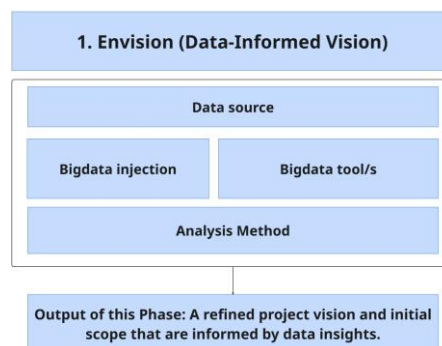 1. Envision (Data-Informed Vision)
Data source
Bigdata injection
Bigdata tool/s
Analysis Method
Output of this Phase: A refined project vision and initial
scope that are informed by data insights.